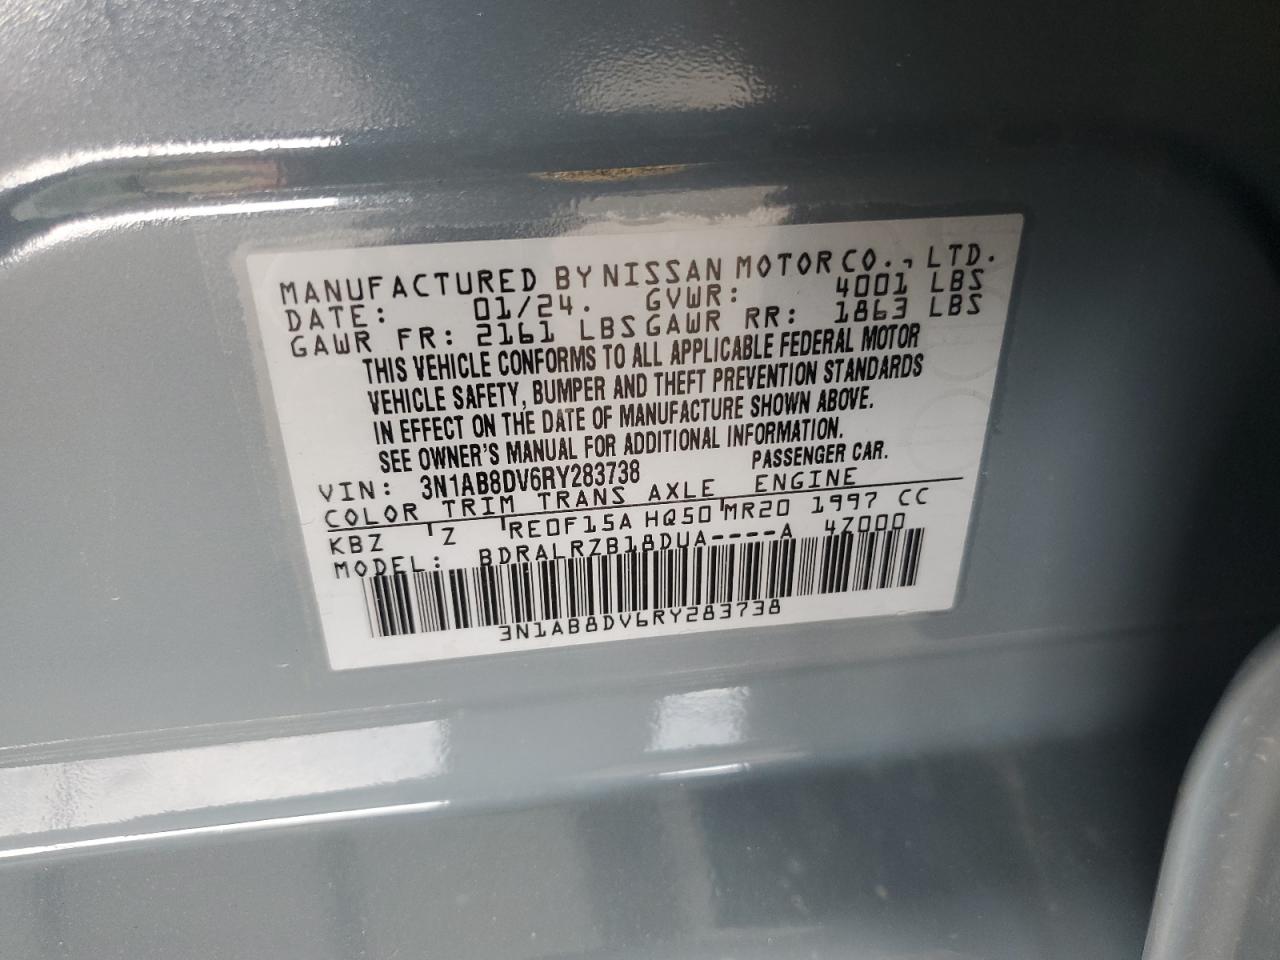 MANUFACTURED BY NISSAN MOTOR CO., LTD.
DATE: 01/24. GVWR: 4001 LBS
GAWR FR: 2161 LBS GAWR RR: 1863 LBS
THIS VEHICLE CONFORMS TO ALL APPLICABLE FEDERAL MOTOR
VEHICLE SAFETY, BUMPER AND THEFT PREVENTION STANDARDS
IN EFFECT ON THE DATE OF MANUFACTURE SHOWN ABOVE.
SEE OWNER'S MANUAL FOR ADDITIONAL INFORMATION.
VIN: 3N1AB8DV6RY283738 PASSENGER CAR.
COLOR TRIM TRANS AXLE ENGINE
KBZ Z RE0F15A HQ50 MR20 1997 CC
MODEL: BDRALRZB18DUA----A 4Z000
3N1AB8DV6RY283738